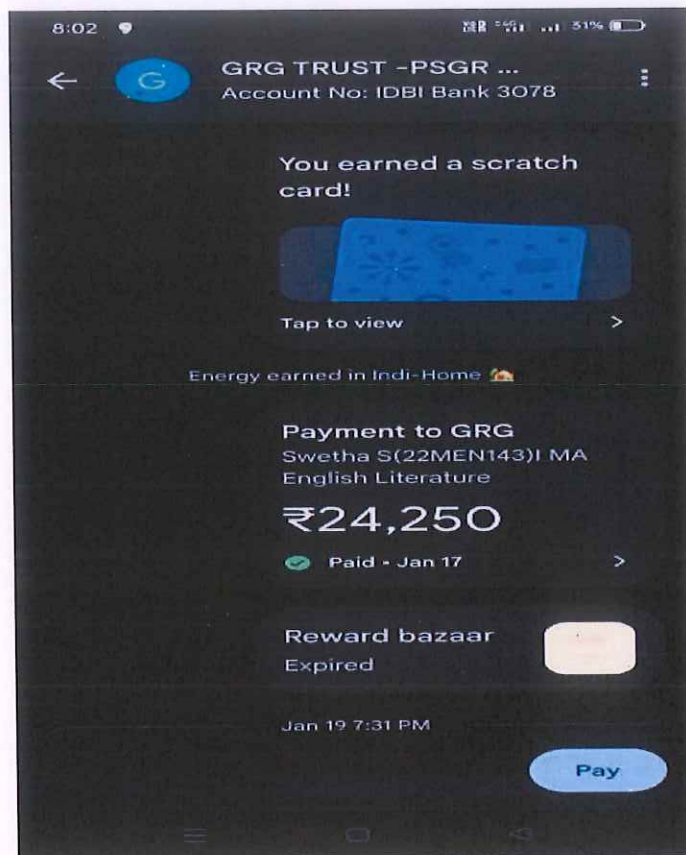 8:02
31%
G
GRG TRUST -PSGR ...
Account No: IDBI Bank 3078
You earned a scratch
card!
Tap to view
Energy earned in Indi-Home
Payment to GRG
Swetha S(22MEN143)I MA
English Literature
₹24,250
Paid - Jan 17
Reward bazaar
Expired
Jan 19 7:31 PM
Pay